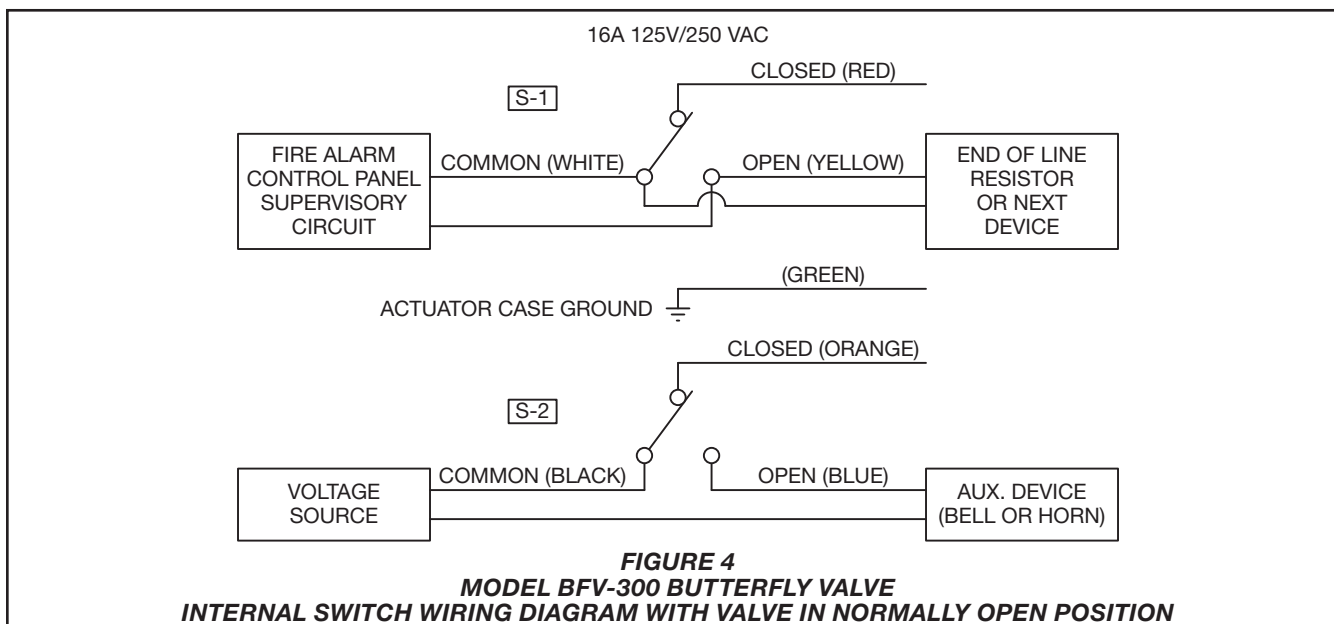 16A 125V/250 VAC
CLOSED (RED)
S-1
FIRE ALARM
CONTROL PANEL
SUPERVISORY
CIRCUIT
COMMON (WHITE)
OPEN (YELLOW)
END OF LINE
RESISTOR
OR NEXT
DEVICE
(GREEN)
ACTUATOR CASE GROUND
CLOSED (ORANGE)
S-2
VOLTAGE
SOURCE
COMMON (BLACK)
OPEN (BLUE)
AUX. DEVICE
(BELL OR HORN)
FIGURE 4
MODEL BFV-300 BUTTERFLY VALVE
INTERNAL SWITCH WIRING DIAGRAM WITH VALVE IN NORMALLY OPEN POSITION